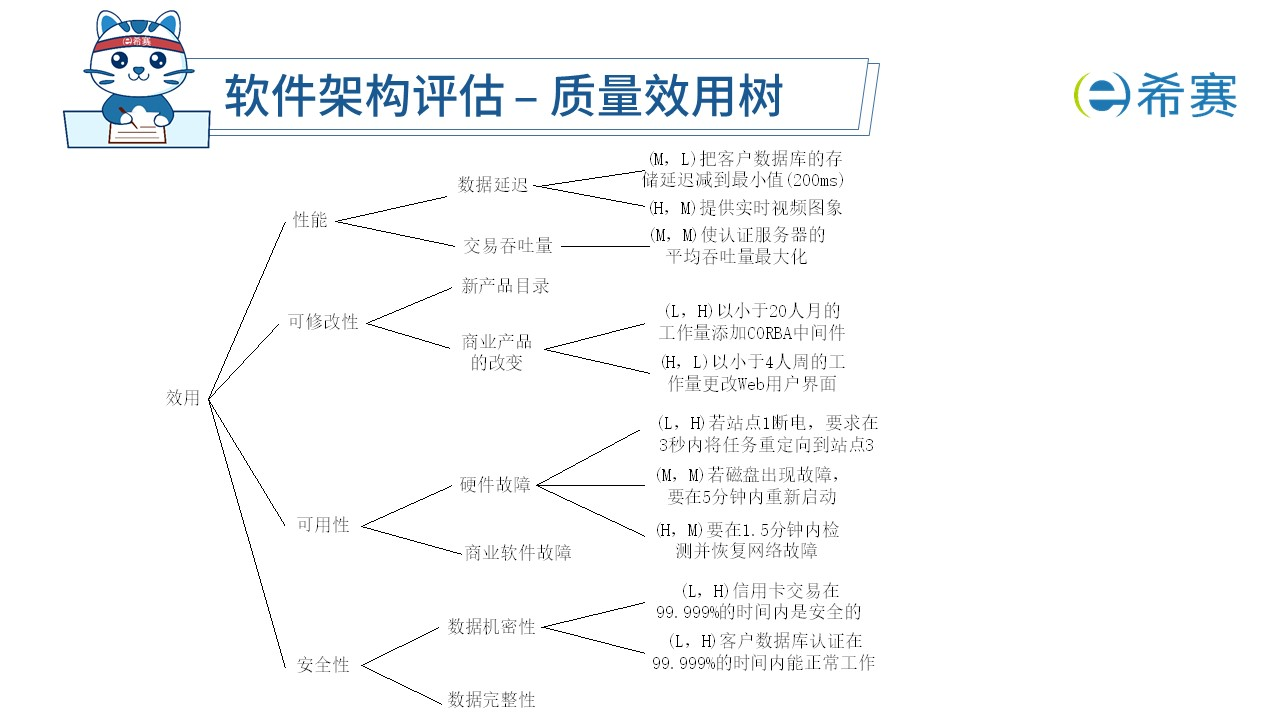 (e)希赛
软件架构评估 – 质量效用树
希赛
效用
性能
数据延迟
(M, L)把客户数据库的存
储延迟减到最小值(200ms)
(H, M)提供实时视频图象
交易吞吐量
(M, M)使认证服务器的
平均吞吐量最大化
可修改性
新产品目录
商业产品
的改变
(L, H)以小于20人月的
工作量添加CORBA中间件
(H, L)以小于4人周的工
作量更改Web用户界面
可用性
硬件故障
(L, H)若站点1断电，要求在
3秒内将任务重定向到站点3
(M, M)若磁盘出现故障，
要在5分钟内重新启动
(H, M)要在1.5分钟内检
测并恢复网络故障
商业软件故障
安全性
数据机密性
(L, H)信用卡交易在
99.999%的时间内是安全的
(L, H)客户数据库认证在
99.999%的时间内能正常工作
数据完整性